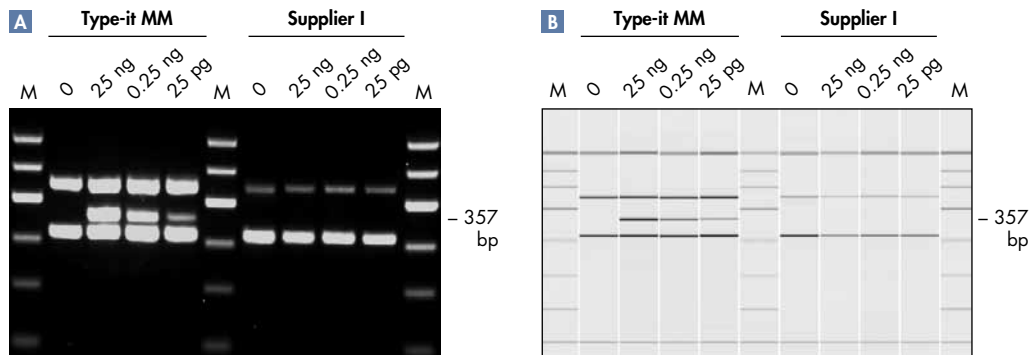 A
Type-it MM
Supplier I
M
0
25 ng
0.25 ng
25 pg
M
0
25 ng
0.25 ng
25 pg
M
– 357
bp
B
Type-it MM
Supplier I
M
0
25 ng
0.25 ng
25 pg
M
0
25 ng
0.25 ng
25 pg
M
– 357
bp